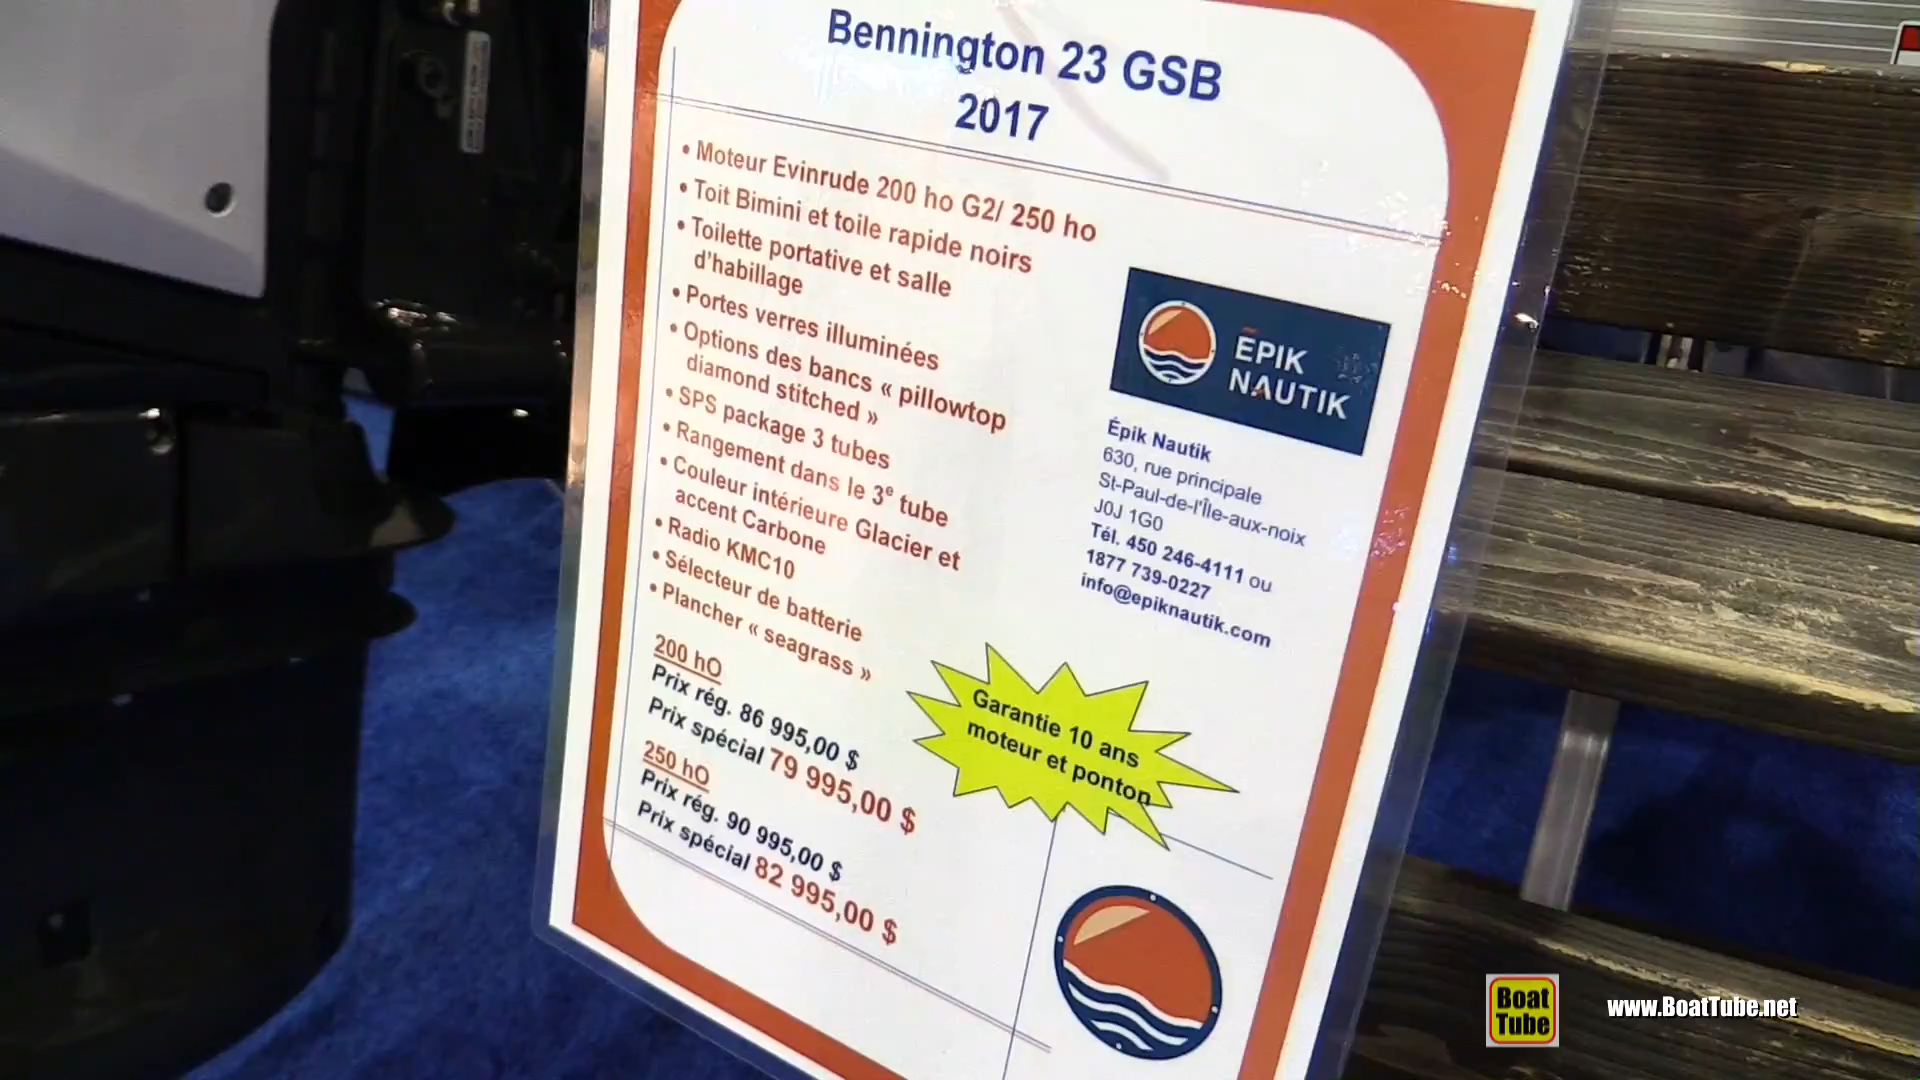 Bennington 23 GSB
2017
• Moteur Evinrude 200 ho G2/ 250 ho
• Toit Bimini et toile rapide noirs
• Toilette portative et salle
d'habillage
• Portes verres illuminées
• Options des bancs « pillowtop
diamond stitched »
• SPS package 3 tubes
• Rangement dans le 3e tube
• Couleur intérieure Glacier et
accent Carbone
• Radio KMC10
• Sélecteur de batterie
• Plancher « seagrass »
200 hO
Prix rég. 86 995,00 $
Prix spécial 79 995,00 $
250 hO
Prix rég. 90 995,00 $
Prix spécial 82 995,00 $
ÉPIK
NAUTIK
Épik Nautik
630, rue principale
St-Paul-de-l'Île-aux-noix
J0J 1G0
Tél. 450 246-4111 ou
1877 739-0227
info@epiknautik.com
Garantie 10 ans
moteur et ponton
Boat
Tube
www.BoatTube.net